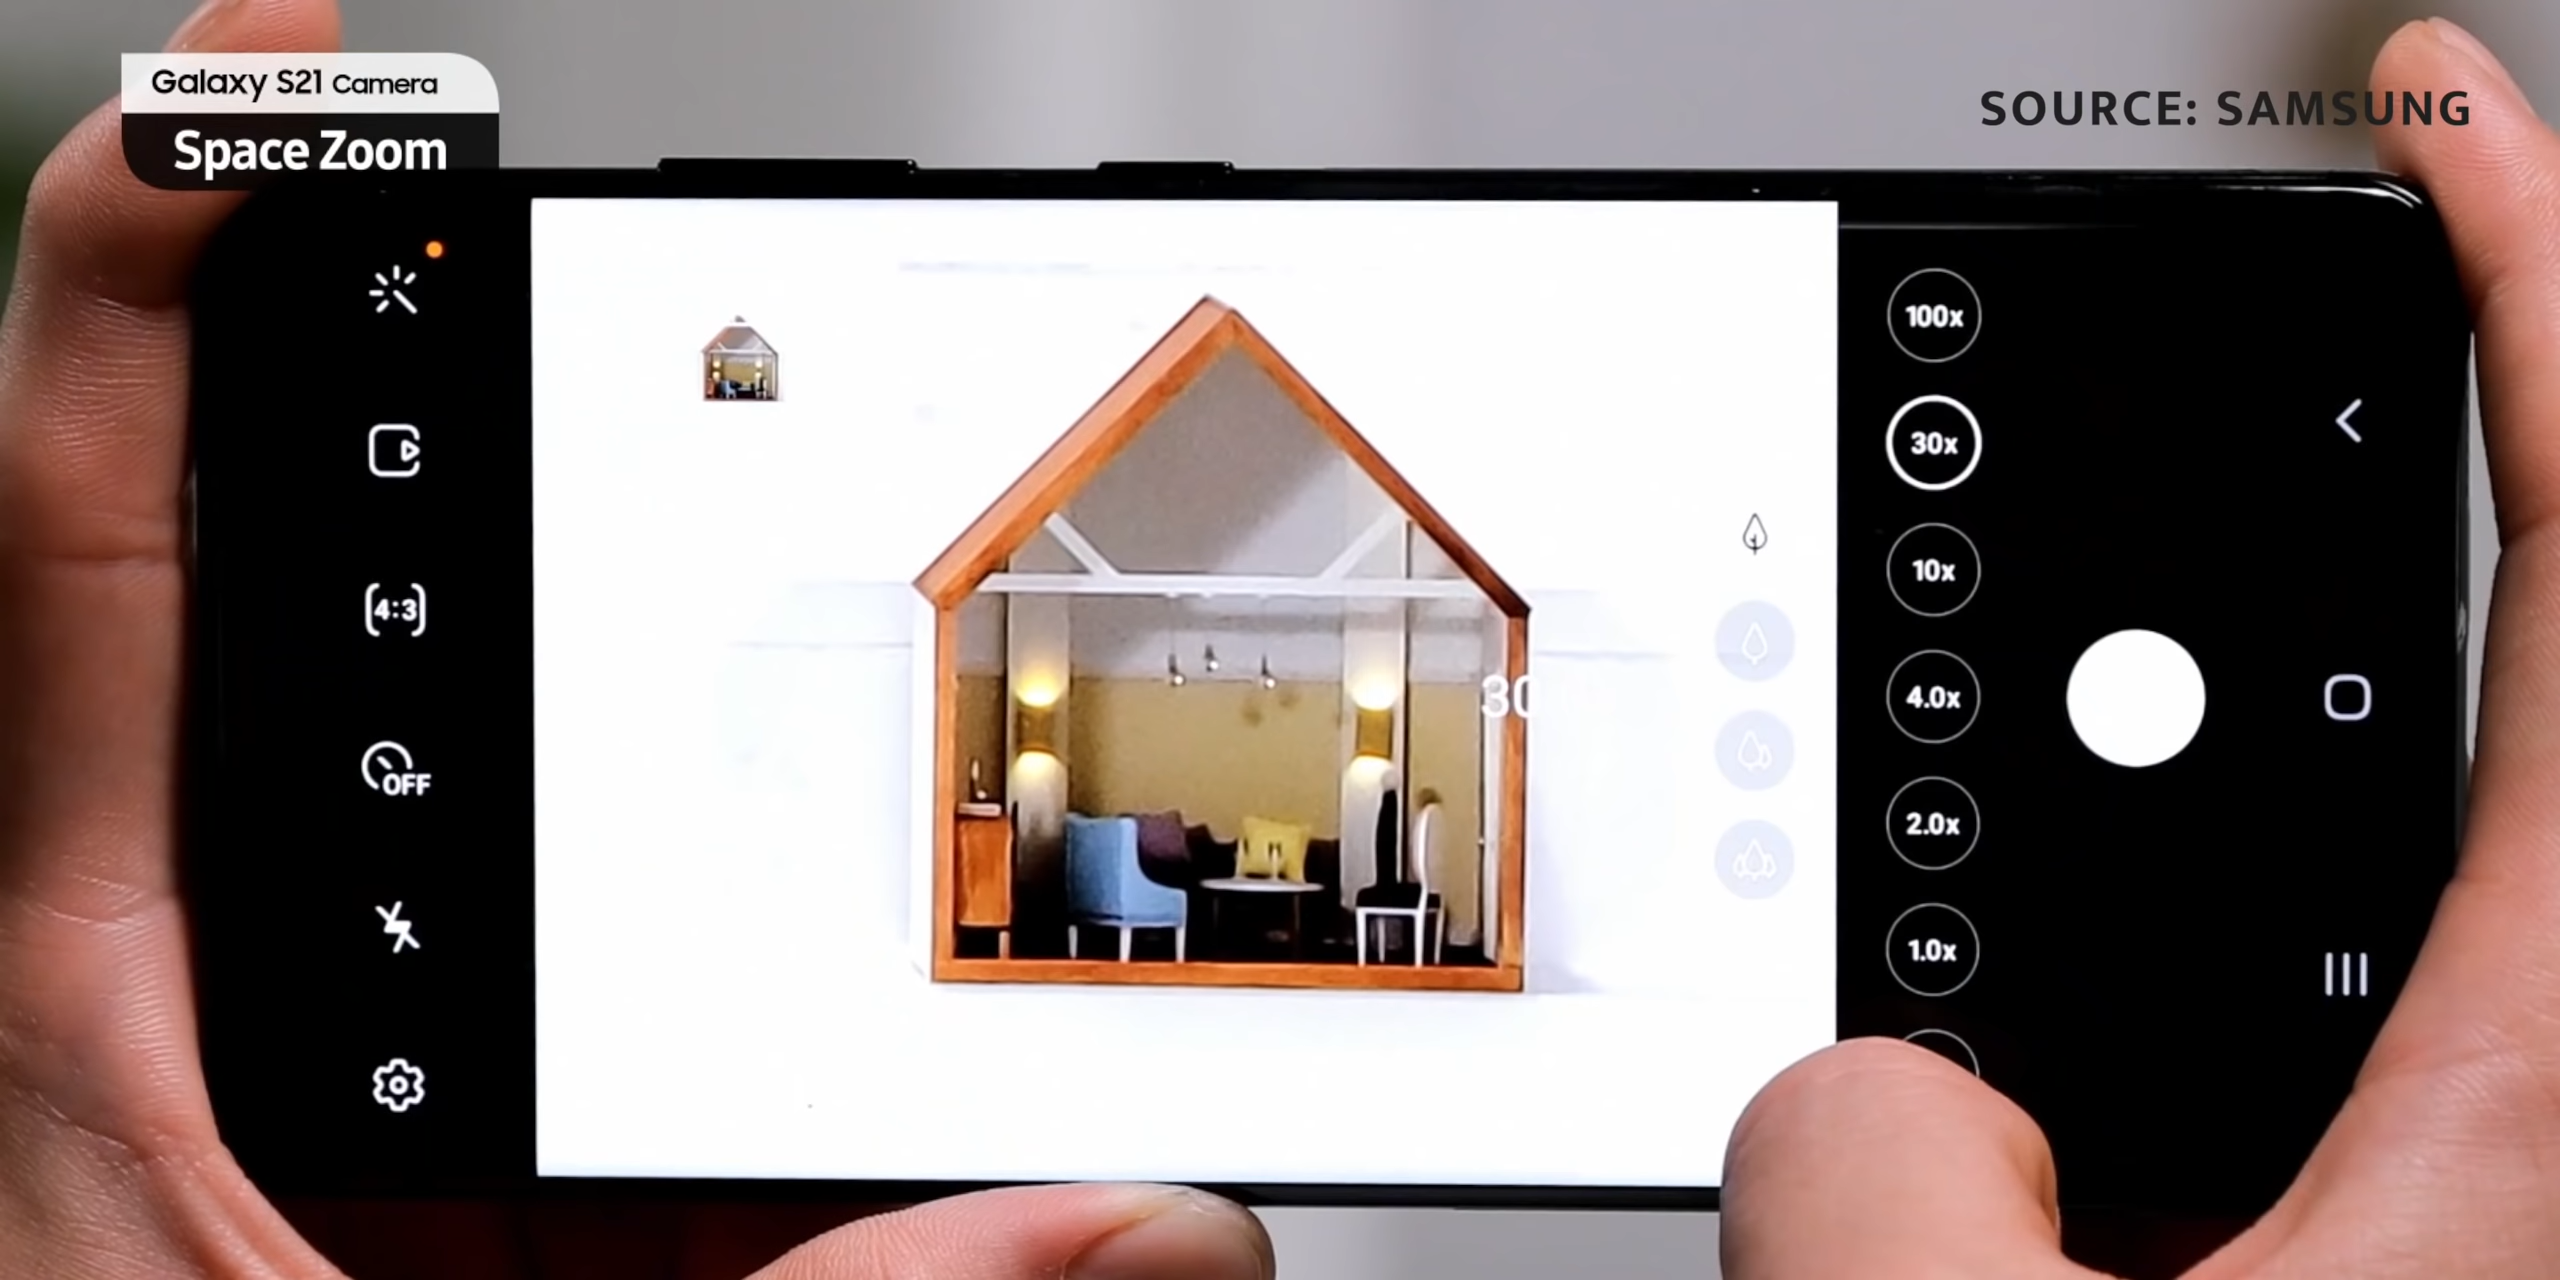 Galaxy S21 Camera
Space Zoom
SOURCE: SAMSUNG
4:3
OFF
30
100x
30x
10x
4.0x
2.0x
1.0x